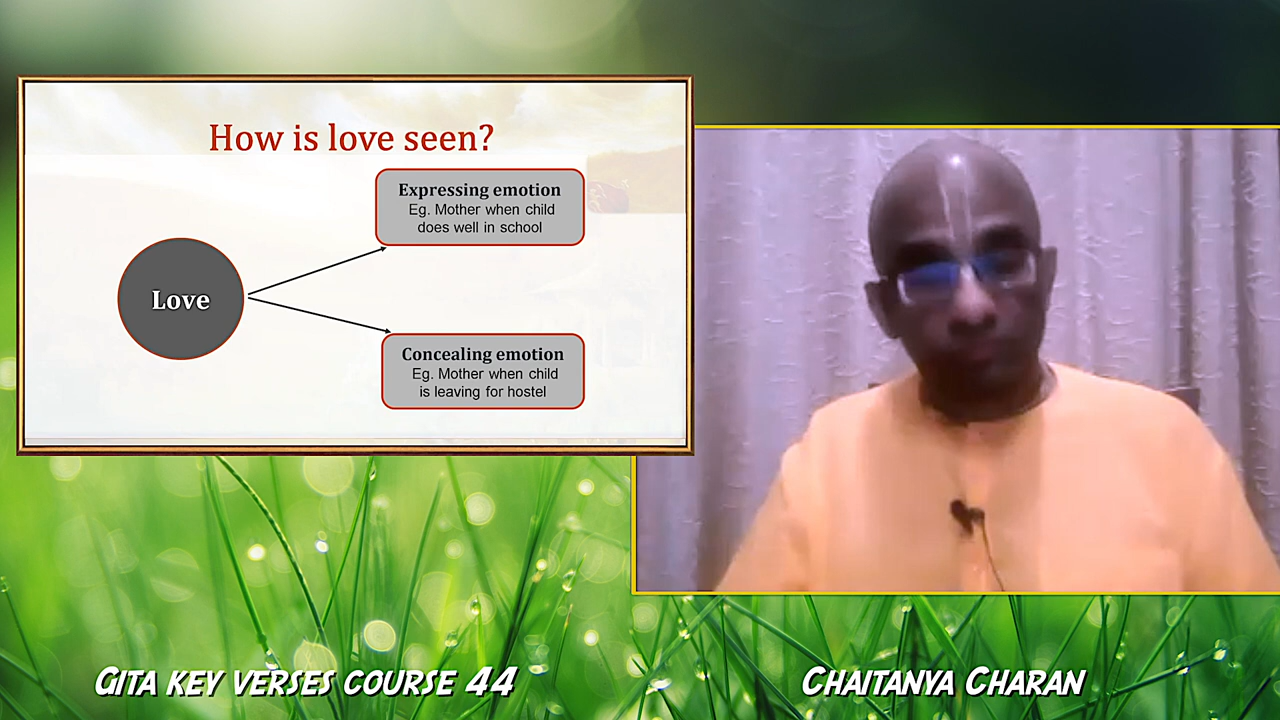 How is love seen?
Expressing emotion
Eg. Mother when child
does well in school
Love
Concealing emotion
Eg. Mother when child
is leaving for hostel
GITA KEY VERSES COURSE 44
CHAITANYA CHARAN